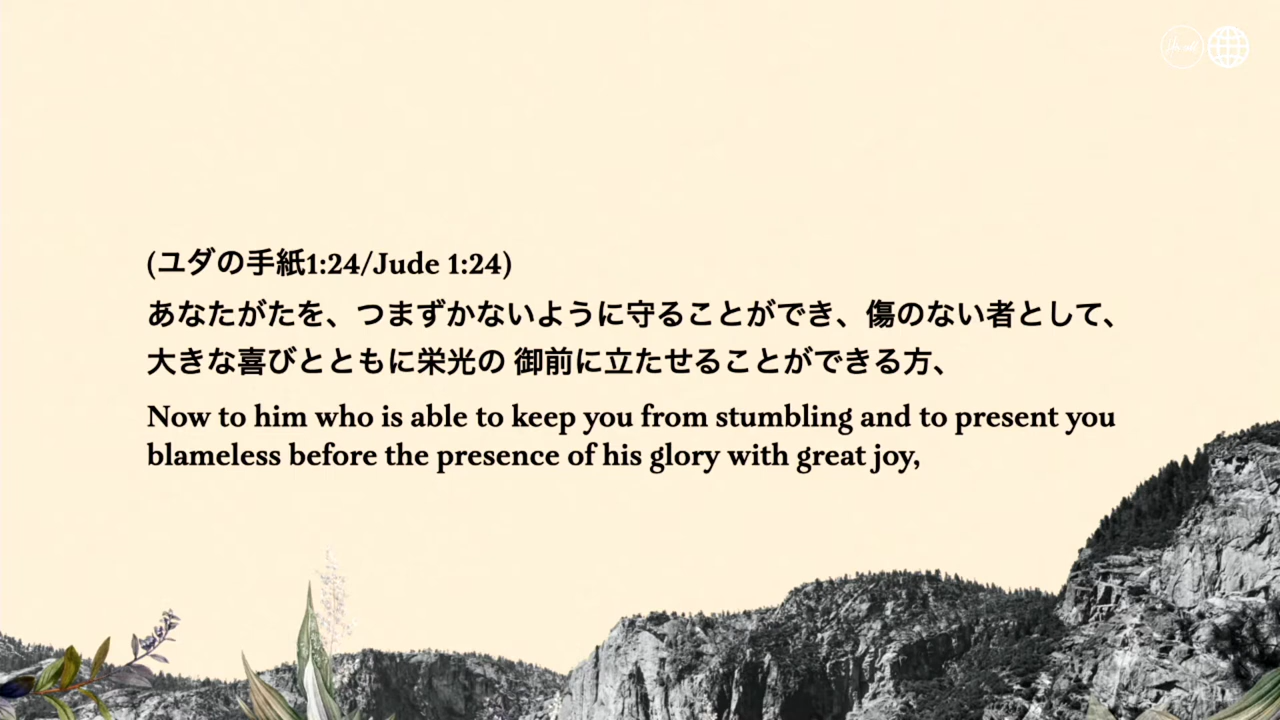 (ユダの手紙1:24/Jude 1:24)
あなたがたを、つまずかないように守ることができ、傷のない者として、
大きな喜びとともに栄光の 御前に立たせることができる方、
Now to him who is able to keep you from stumbling and to present you
blameless before the presence of his glory with great joy,